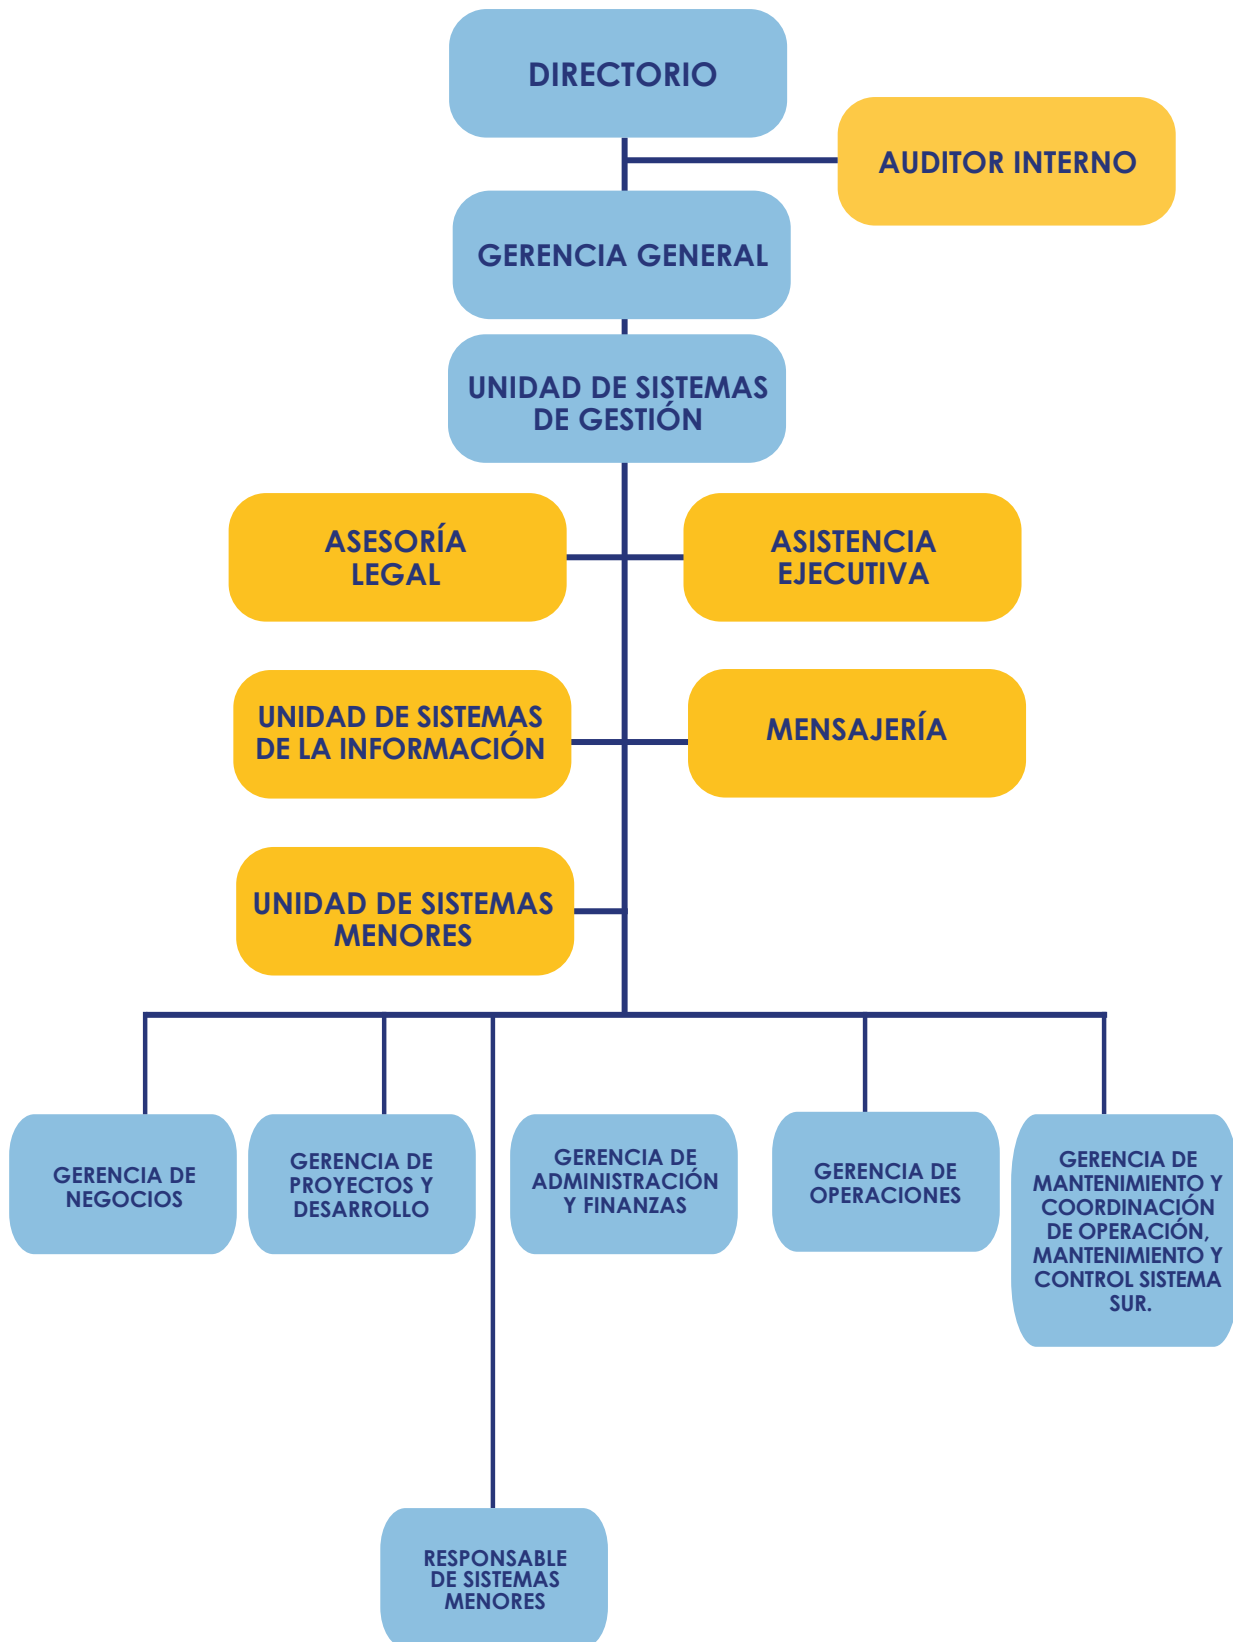 DIRECTORIO
AUDITOR INTERNO
GERENCIA GENERAL
UNIDAD DE SISTEMAS
DE GESTIÓN
ASESORÍA
LEGAL
ASISTENCIA
EJECUTIVA
UNIDAD DE SISTEMAS
DE LA INFORMACIÓN
MENSAJERÍA
UNIDAD DE SISTEMAS
MENORES
GERENCIA DE
NEGOCIOS
GERENCIA DE
PROYECTOS Y
DESARROLLO
GERENCIA DE
ADMINISTRACIÓN
Y FINANZAS
GERENCIA DE
OPERACIONES
GERENCIA DE
MANTENIMIENTO Y
COORDINACIÓN
DE OPERACIÓN,
MANTENIMIENTO Y
CONTROL SISTEMA
SUR.
RESPONSABLE
DE SISTEMAS
MENORES